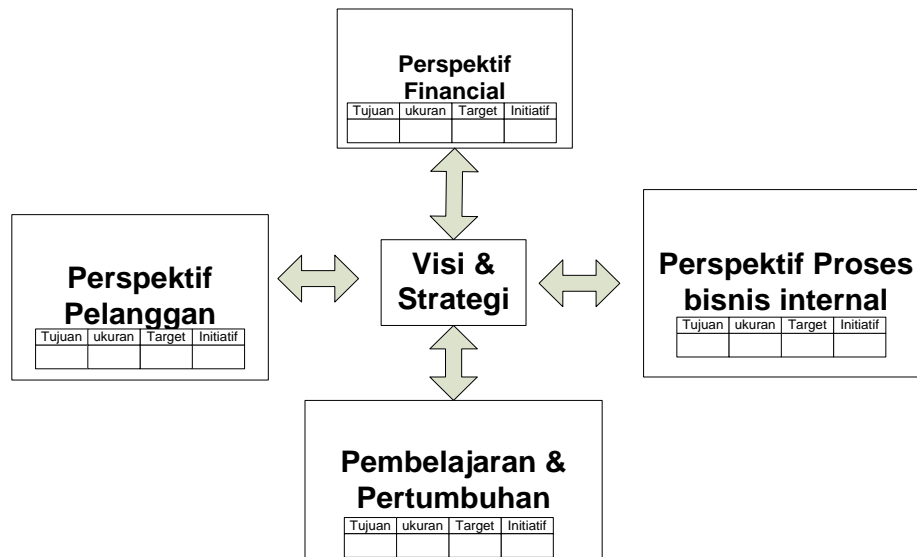 Perspektif
Financial
Tujuan ukuran Target Initiatif
Perspektif
Pelanggan
Tujuan ukuran Target Initiatif
Visi &
Strategi
Perspektif Proses
bisnis internal
Tujuan ukuran Target Initiatif
Pembelajaran &
Pertumbuhan
Tujuan ukuran Target Initiatif